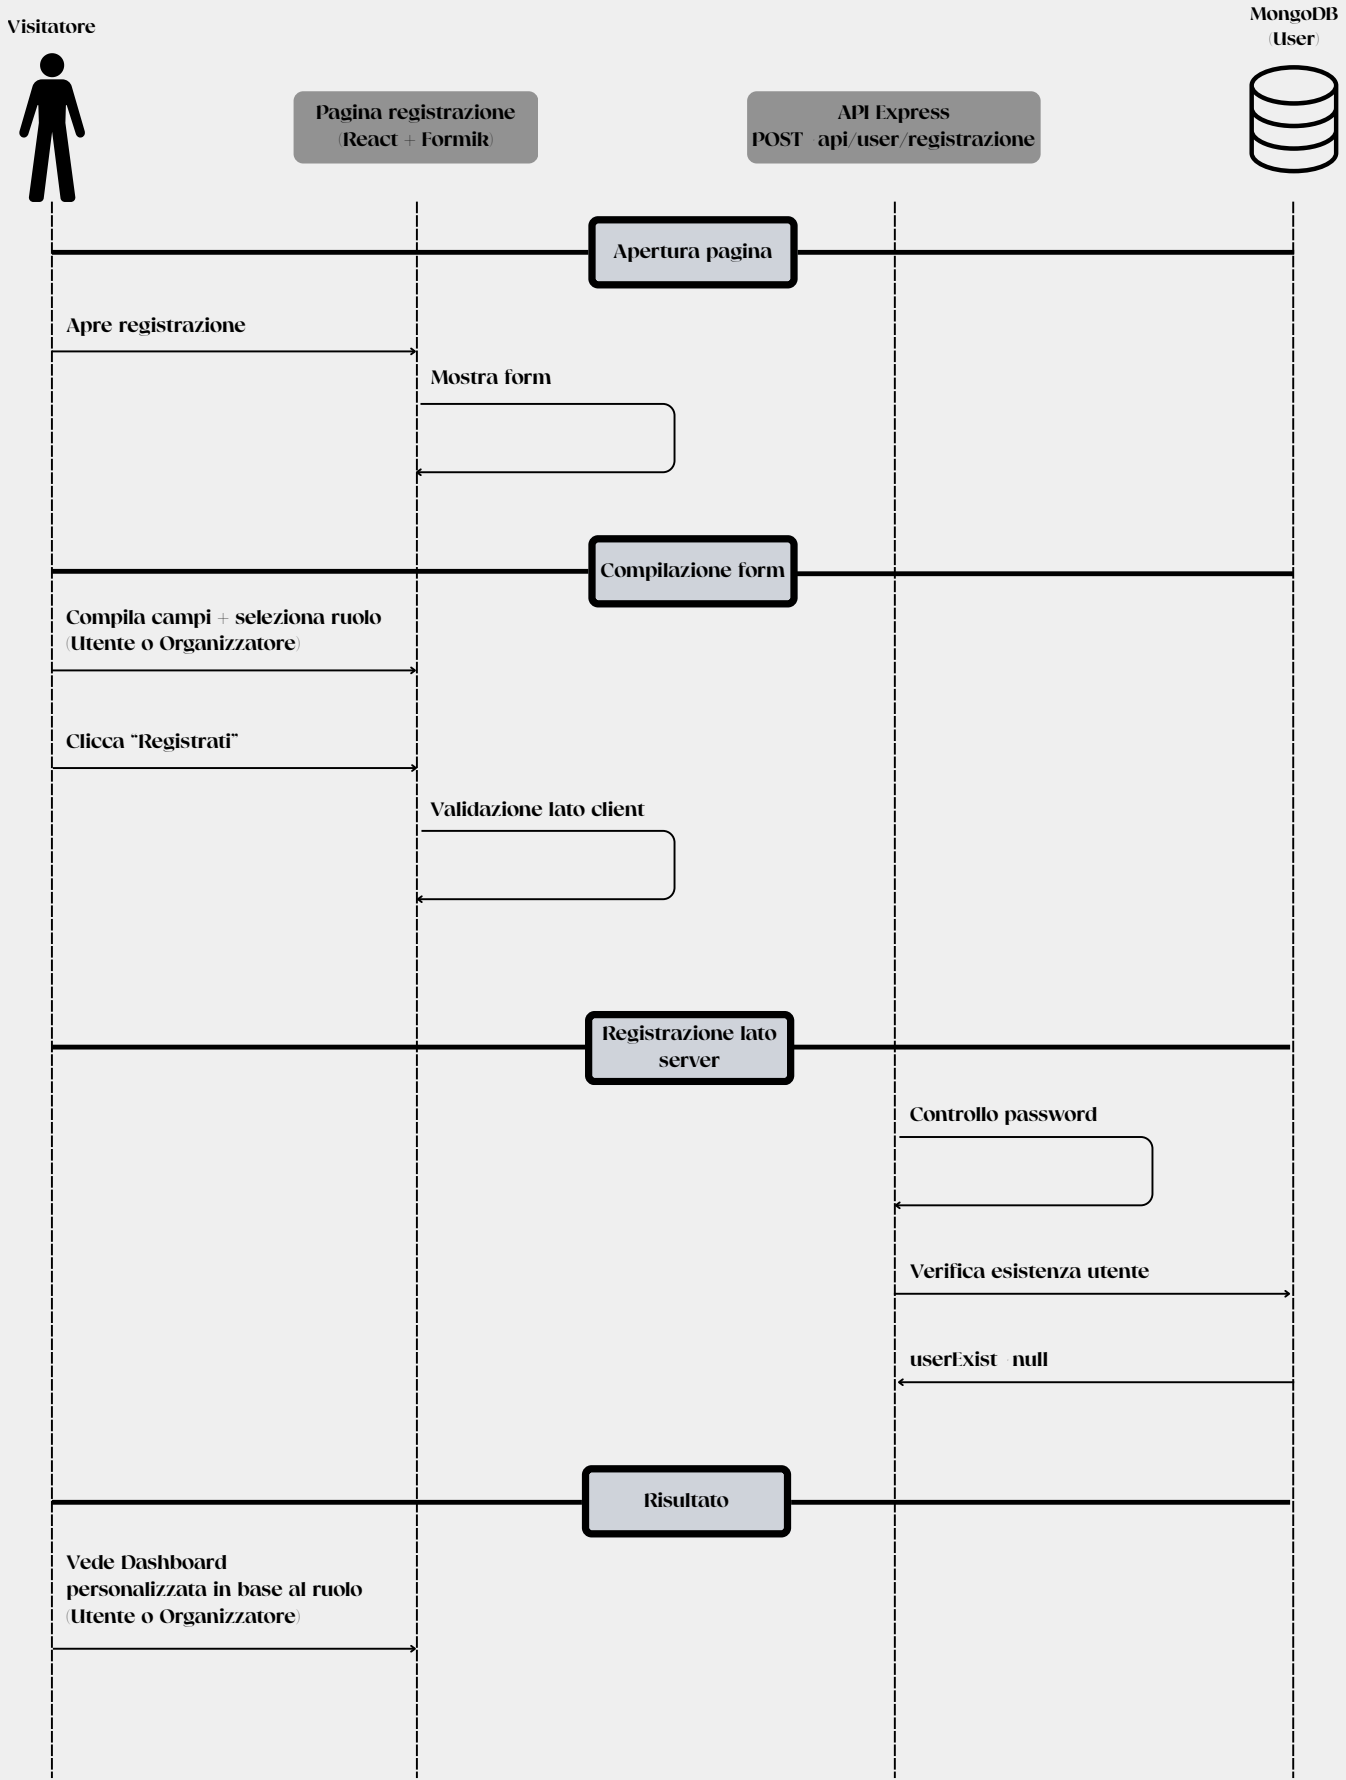 Visitatore
MongoDB
(User)
Pagina registrazione
(React + Formik)
API Express
POST api/user/registrazione
Apertura pagina
Apre registrazione
Mostra form
Compilazione form
Compila campi + seleziona ruolo
(Utente o Organizzatore)
Clicca “Registrati”
Validazione lato client
Registrazione lato
server
Controllo password
Verifica esistenza utente
userExist null
Risultato
Vede Dashboard
personalizzata in base al ruolo
(Utente o Organizzatore)